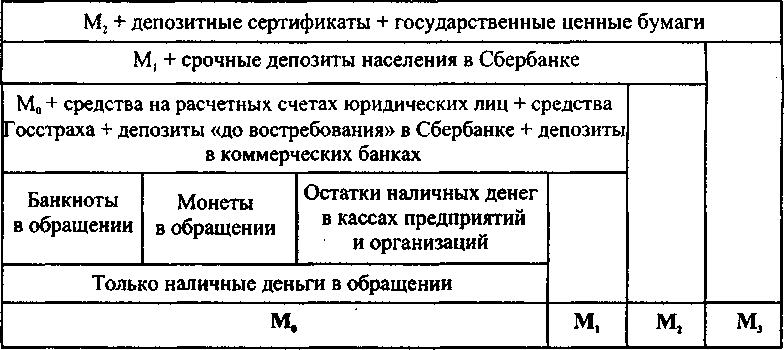 M₂ + депозитные сертификаты + государственные ценные бумаги
M₁ + срочные депозиты населения в Сбербанке
M₀ + средства на расчетных счетах юридических лиц + средства
Госстраха + депозиты «до востребования» в Сбербанке + депозиты
в коммерческих банках
Банкноты
в обращении
Монеты
в обращении
Остатки наличных денег
в кассах предприятий
и организаций
Только наличные деньги в обращении
M₀ M₁ M₂ M₃